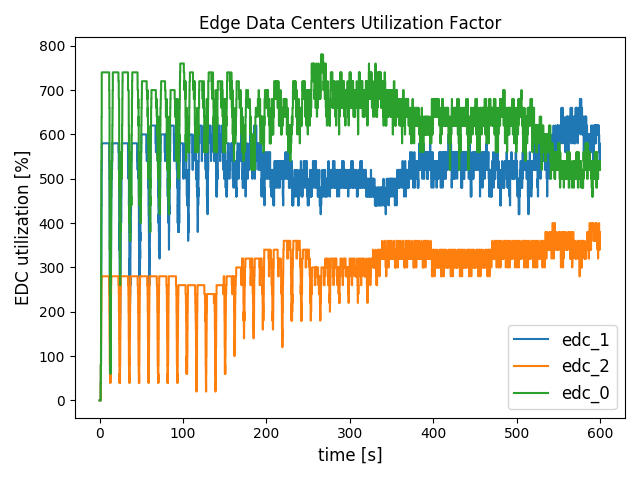 Edge Data Centers Utilization Factor
800
700
600
500
400
300
200
100
0
EDC utilization [%]
0 100 200 300 400 500 600
time [s]
edc_1
edc_2
edc_0